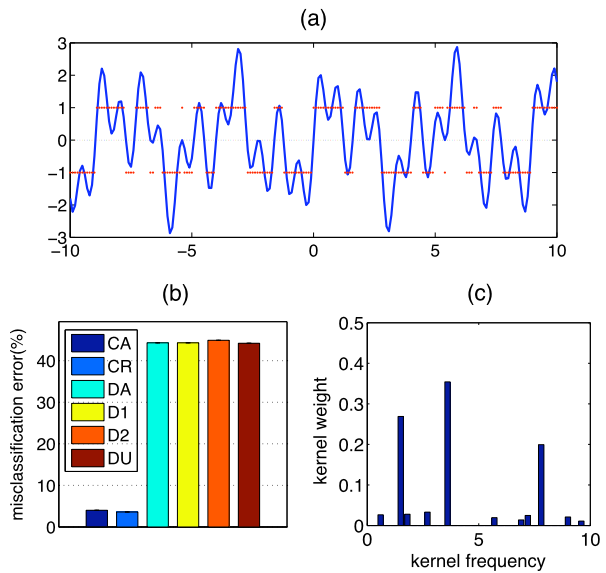 (a)
3
2
1
0
−1
−2
−3
−10
−5
0
5
10
(b)
misclassification error(%)
40
30
20
10
0
CA
CR
DA
D1
D2
DU
(c)
kernel weight
0.5
0.4
0.3
0.2
0.1
0
0
5
10
kernel frequency